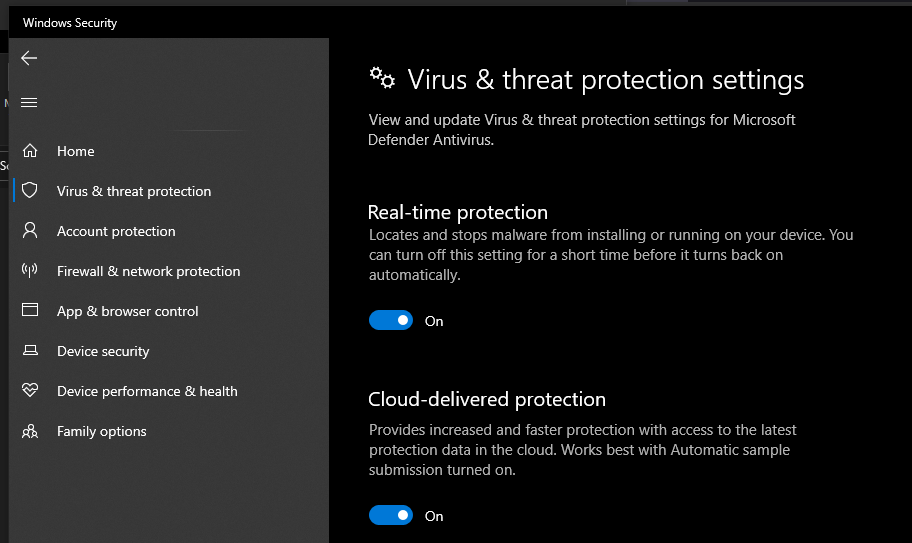 Windows Security
Home
Virus & threat protection
Account protection
Firewall & network protection
App & browser control
Device security
Device performance & health
Family options
Virus & threat protection settings
View and update Virus & threat protection settings for Microsoft
Defender Antivirus.
Real-time protection
Locates and stops malware from installing or running on your device. You
can turn off this setting for a short time before it turns back on
automatically.
On
Cloud-delivered protection
Provides increased and faster protection with access to the latest
protection data in the cloud. Works best with Automatic sample
submission turned on.
On